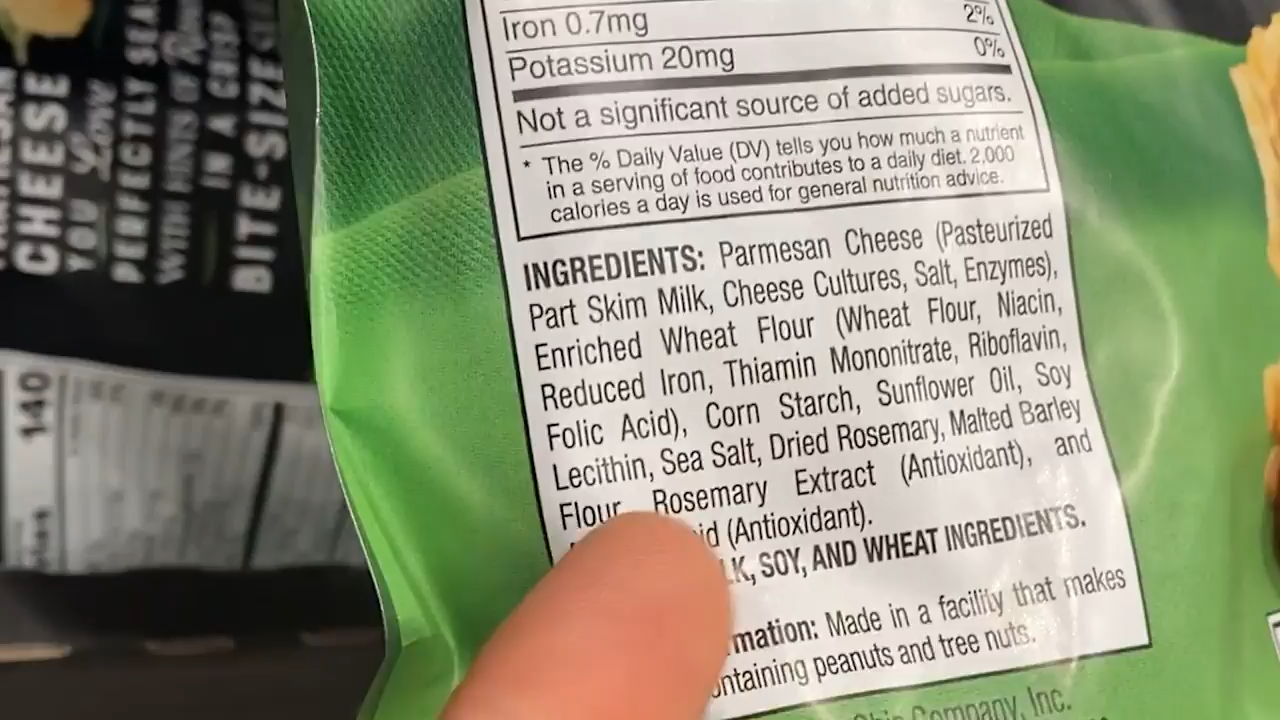 Iron 0.7mg 2%
Potassium 20mg 0%
Not a significant source of added sugars.
* The % Daily Value (DV) tells you how much a nutrient
in a serving of food contributes to a daily diet. 2,000
calories a day is used for general nutrition advice.
INGREDIENTS: Parmesan Cheese (Pasteurized
Part Skim Milk, Cheese Cultures, Salt, Enzymes),
Enriched Wheat Flour (Wheat Flour, Niacin,
Reduced Iron, Thiamin Mononitrate, Riboflavin,
Folic Acid), Corn Starch, Sunflower Oil, Soy
Lecithin, Sea Salt, Dried Rosemary, Malted Barley
Flour, Rosemary Extract (Antioxidant), and
id (Antioxidant).
LK, SOY, AND WHEAT INGREDIENTS.
rmation: Made in a facility that makes
ntaining peanuts and tree nuts.
Company, Inc.
CHEESE
YOU Love
PERFECTLY SEA
WITH HINTS OF
IN A CRISP
BITE-SIZE
140